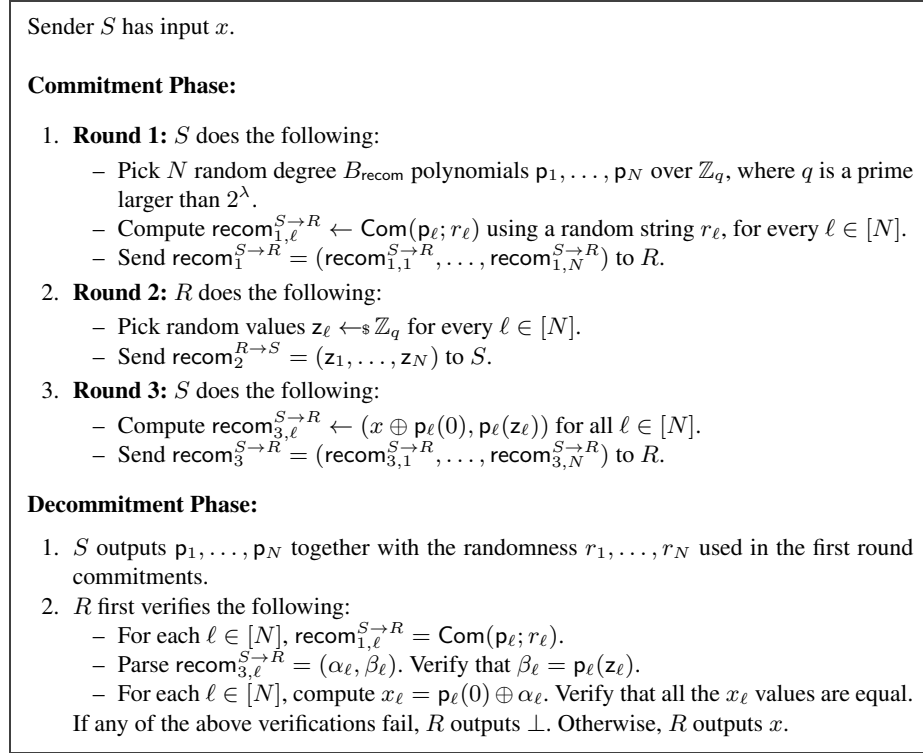 Sender S has input x.
Commitment Phase:
1. Round 1: S does the following:
– Pick N random degree B_recom polynomials p_1, . . . , p_N over ℤ_q, where q is a prime
larger than 2^λ.
– Compute recom_{1,ℓ}^{S→R} ← Com(p_ℓ; r_ℓ) using a random string r_ℓ, for every ℓ ∈ [N].
– Send recom_1^{S→R} = (recom_{1,1}^{S→R}, . . . , recom_{1,N}^{S→R}) to R.
2. Round 2: R does the following:
– Pick random values z_ℓ ←$ ℤ_q for every ℓ ∈ [N].
– Send recom_2^{R→S} = (z_1, . . . , z_N) to S.
3. Round 3: S does the following:
– Compute recom_{3,ℓ}^{S→R} ← (x ⊕ p_ℓ(0), p_ℓ(z_ℓ)) for all ℓ ∈ [N].
– Send recom_3^{S→R} = (recom_{3,1}^{S→R}, . . . , recom_{3,N}^{S→R}) to R.
Decommitment Phase:
1. S outputs p_1, . . . , p_N together with the randomness r_1, . . . , r_N used in the first round
commitments.
2. R first verifies the following:
– For each ℓ ∈ [N], recom_{1,ℓ}^{S→R} = Com(p_ℓ; r_ℓ).
– Parse recom_{3,ℓ}^{S→R} = (α_ℓ, β_ℓ). Verify that β_ℓ = p_ℓ(z_ℓ).
– For each ℓ ∈ [N], compute x_ℓ = p_ℓ(0) ⊕ α_ℓ. Verify that all the x_ℓ values are equal.
If any of the above verifications fail, R outputs ⊥. Otherwise, R outputs x.